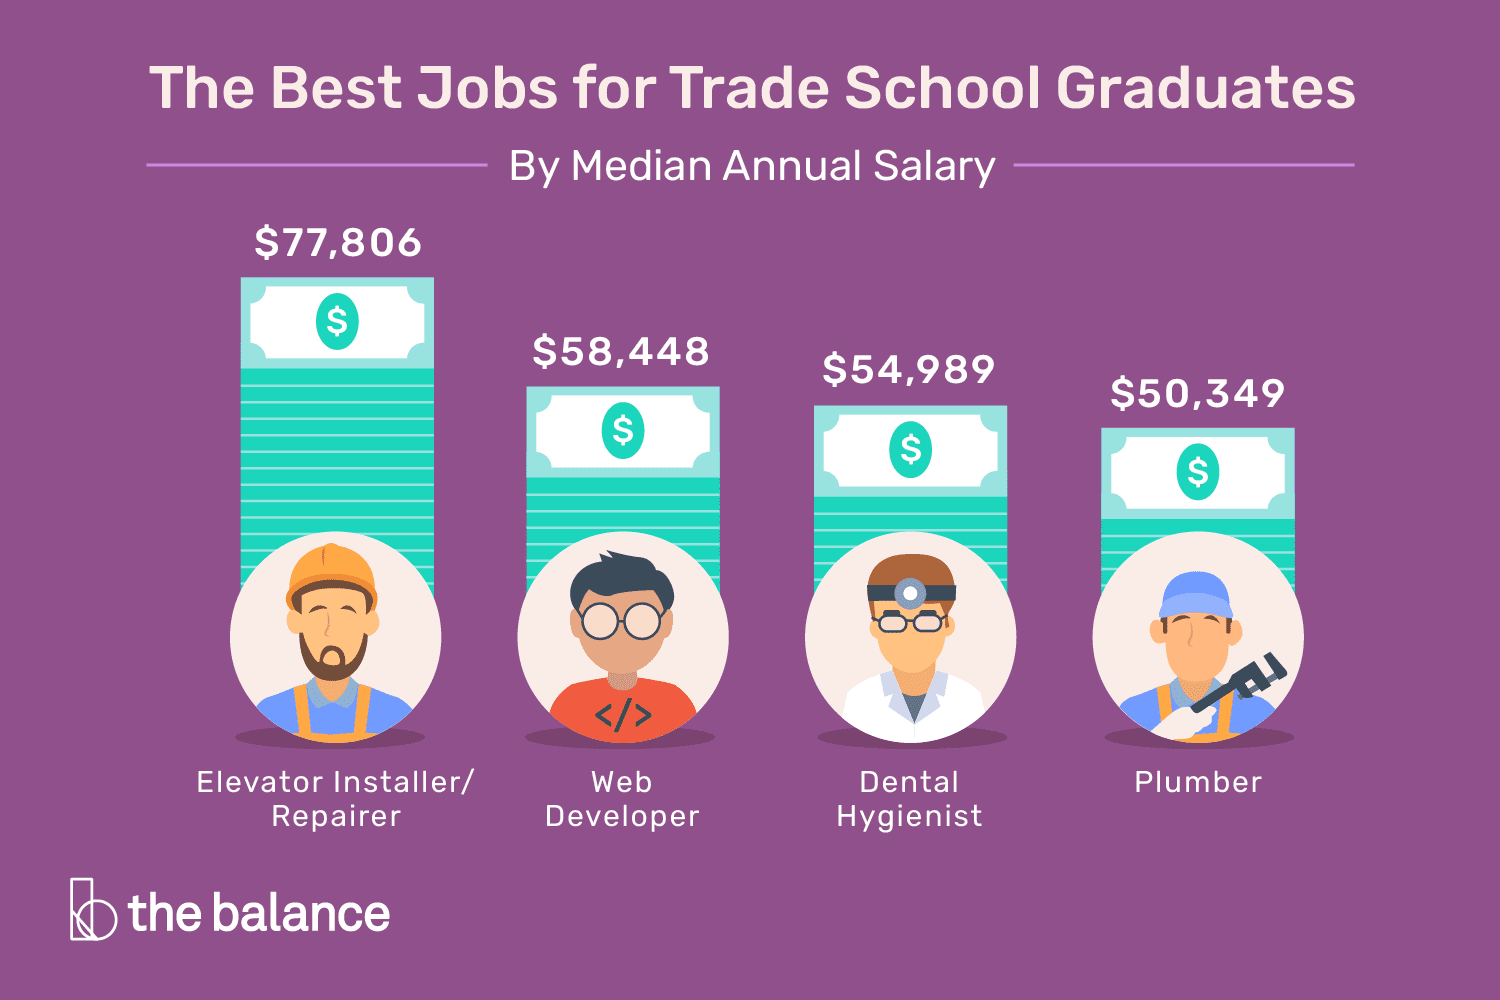 The Best Jobs for Trade School Graduates
By Median Annual Salary
$77,806
$58,448
$54,989
$50,349
$
$
$
$
</>
Elevator Installer/
Repairer
Web
Developer
Dental
Hygienist
Plumber
the balance